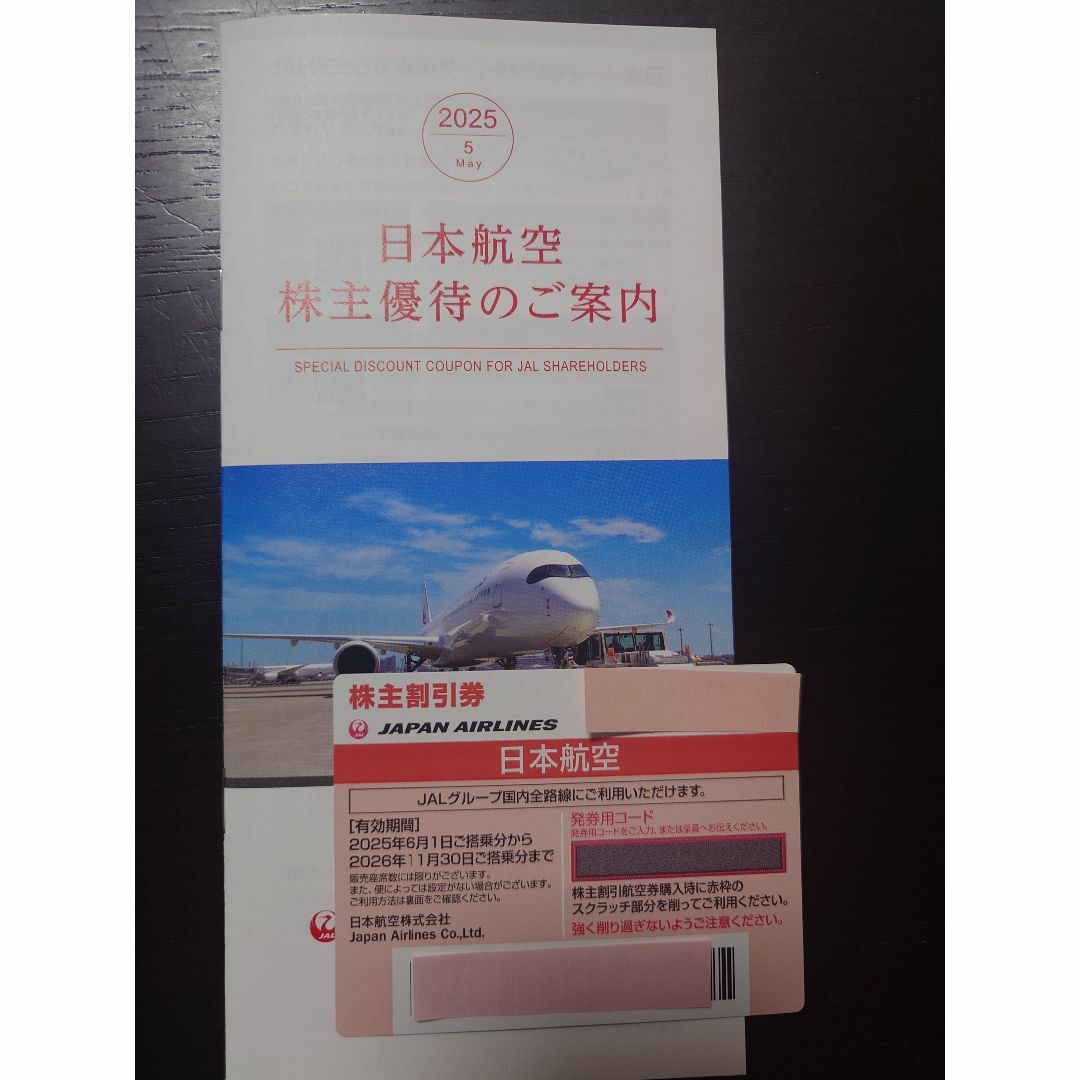 2025
5
May
日本航空
株主優待のご案内
SPECIAL DISCOUNT COUPON FOR JAL SHAREHOLDERS
株主割引券
JAL
JAPAN AIRLINES
日本航空
JALグループ国内全路線にご利用いただけます。
[有効期間]
2025年6月1日ご搭乗分から
2026年11月30日ご搭乗分まで
販売座席数には限りがございます。
また、便によっては設定がない場合がございます。
ご利用方法は裏面をご確認ください。
日本航空株式会社
Japan Airlines Co.,Ltd.
発券用コード
発券用コードをご入力、または係員へお伝えください。
株主割引航空券購入時に赤枠の
スクラッチ部分を削ってご利用ください。
強く削り過ぎないようご注意ください。
JAL